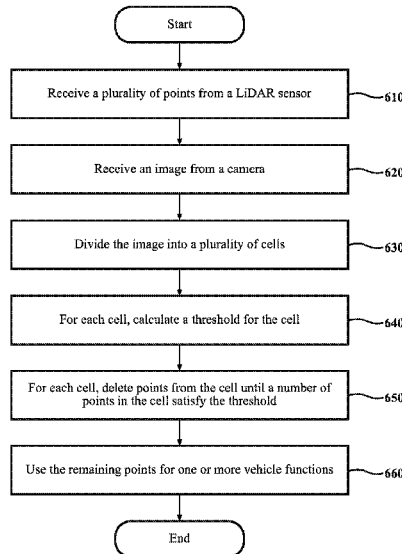 Start
Receive a plurality of points from a LiDAR sensor
610
Receive an image from a camera
620
Divide the image into a plurality of cells
630
For each cell, calculate a threshold for the cell
640
For each cell, delete points from the cell until a number of
points in the cell satisfy the threshold
650
Use the remaining points for one or more vehicle functions
660
End